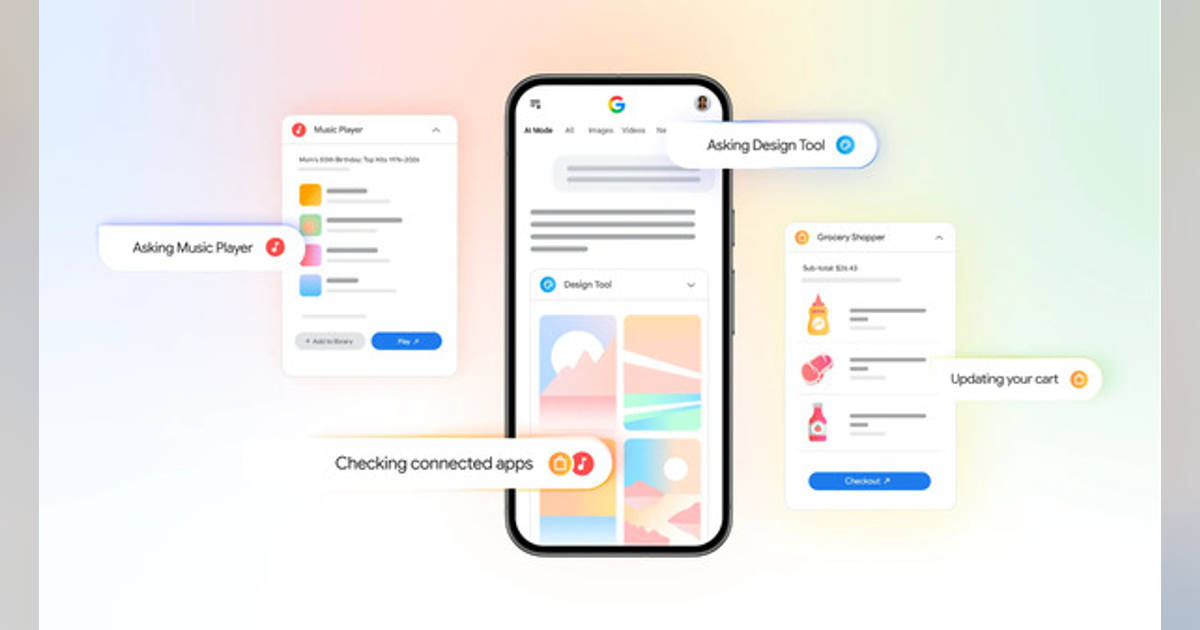 Music Player
Mom's 50th Birthday: Top Hits 1976-2026
Asking Music Player
+ Add to library
Play ↗
AI Mode All Images Videos Ne
Asking Design Tool
Design Tool
Checking connected apps
Grocery Shopper
Sub-total: $26.43
Updating your cart
Checkout ↗